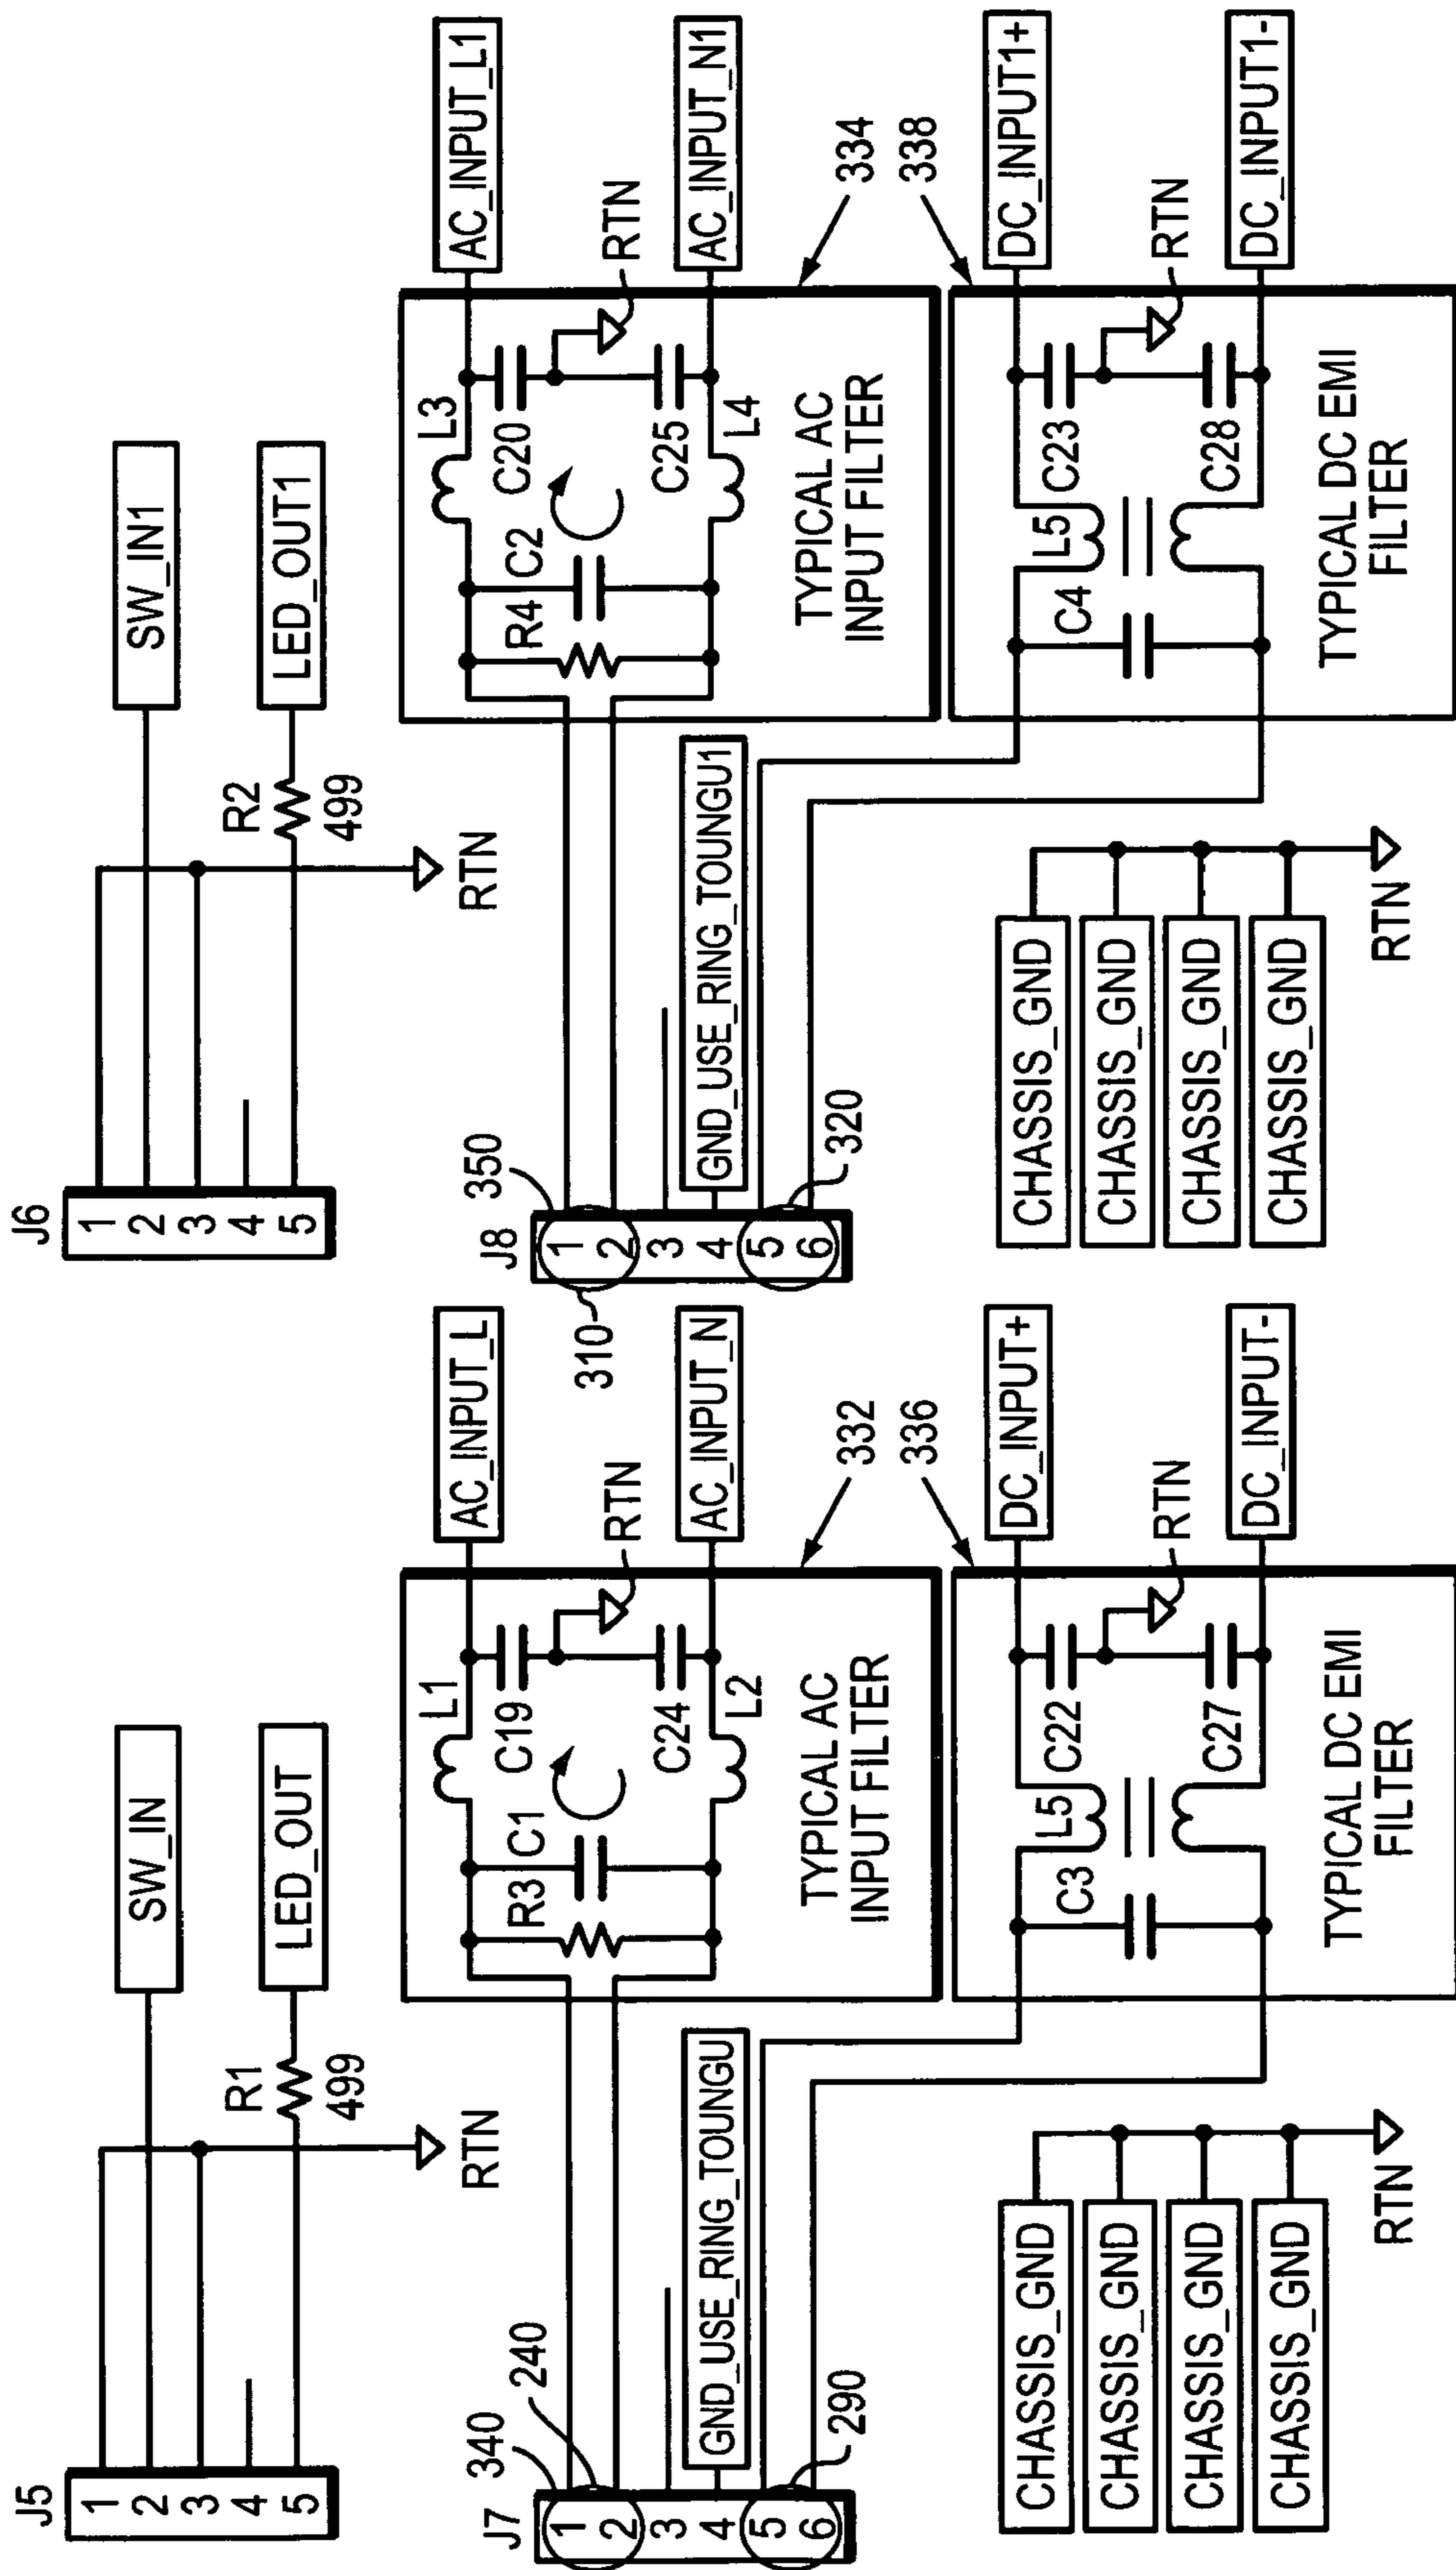 J5
1
2
3
4
5
SW_IN
LED_OUT
R1
499
RTN
J6
1
2
3
4
5
SW_IN1
LED_OUT1
R2
499
RTN
340
240
J7
1
2
3
4
5
6
GND_USE_RING_TOUNGU
290
R3
C1
L1
C19
C24
L2
RTN
AC_INPUT_L
AC_INPUT_N
TYPICAL AC
INPUT FILTER
332
336
C3
L5
C22
C27
RTN
DC_INPUT+
DC_INPUT-
TYPICAL DC EMI
FILTER
CHASSIS_GND
CHASSIS_GND
CHASSIS_GND
CHASSIS_GND
RTN
350
310
J8
1
2
3
4
5
6
GND_USE_RING_TOUNGU1
320
R4
C2
L3
C20
C25
L4
RTN
AC_INPUT_L1
AC_INPUT_N1
TYPICAL AC
INPUT FILTER
334
338
C4
L5
C23
C28
RTN
DC_INPUT1+
DC_INPUT1-
TYPICAL DC EMI
FILTER
CHASSIS_GND
CHASSIS_GND
CHASSIS_GND
CHASSIS_GND
RTN